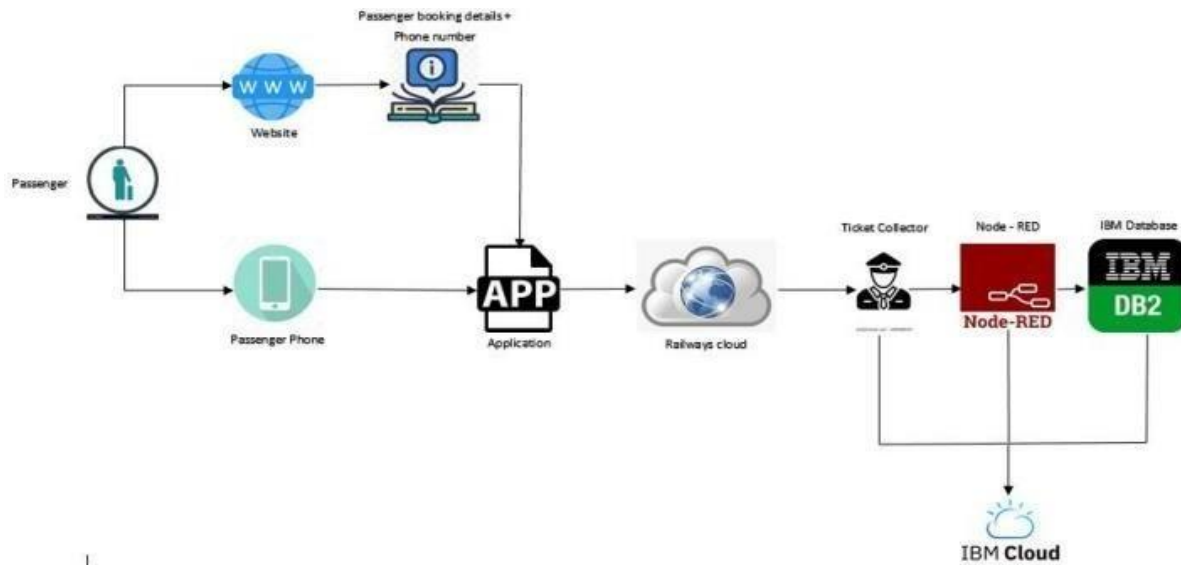 Passenger booking details +
Phone number
W W W
Website
Passenger
Passenger Phone
APP
Application
Railways cloud
Ticket Collector
Node - RED
Node-RED
IBM Database
IBM
DB2
IBM Cloud